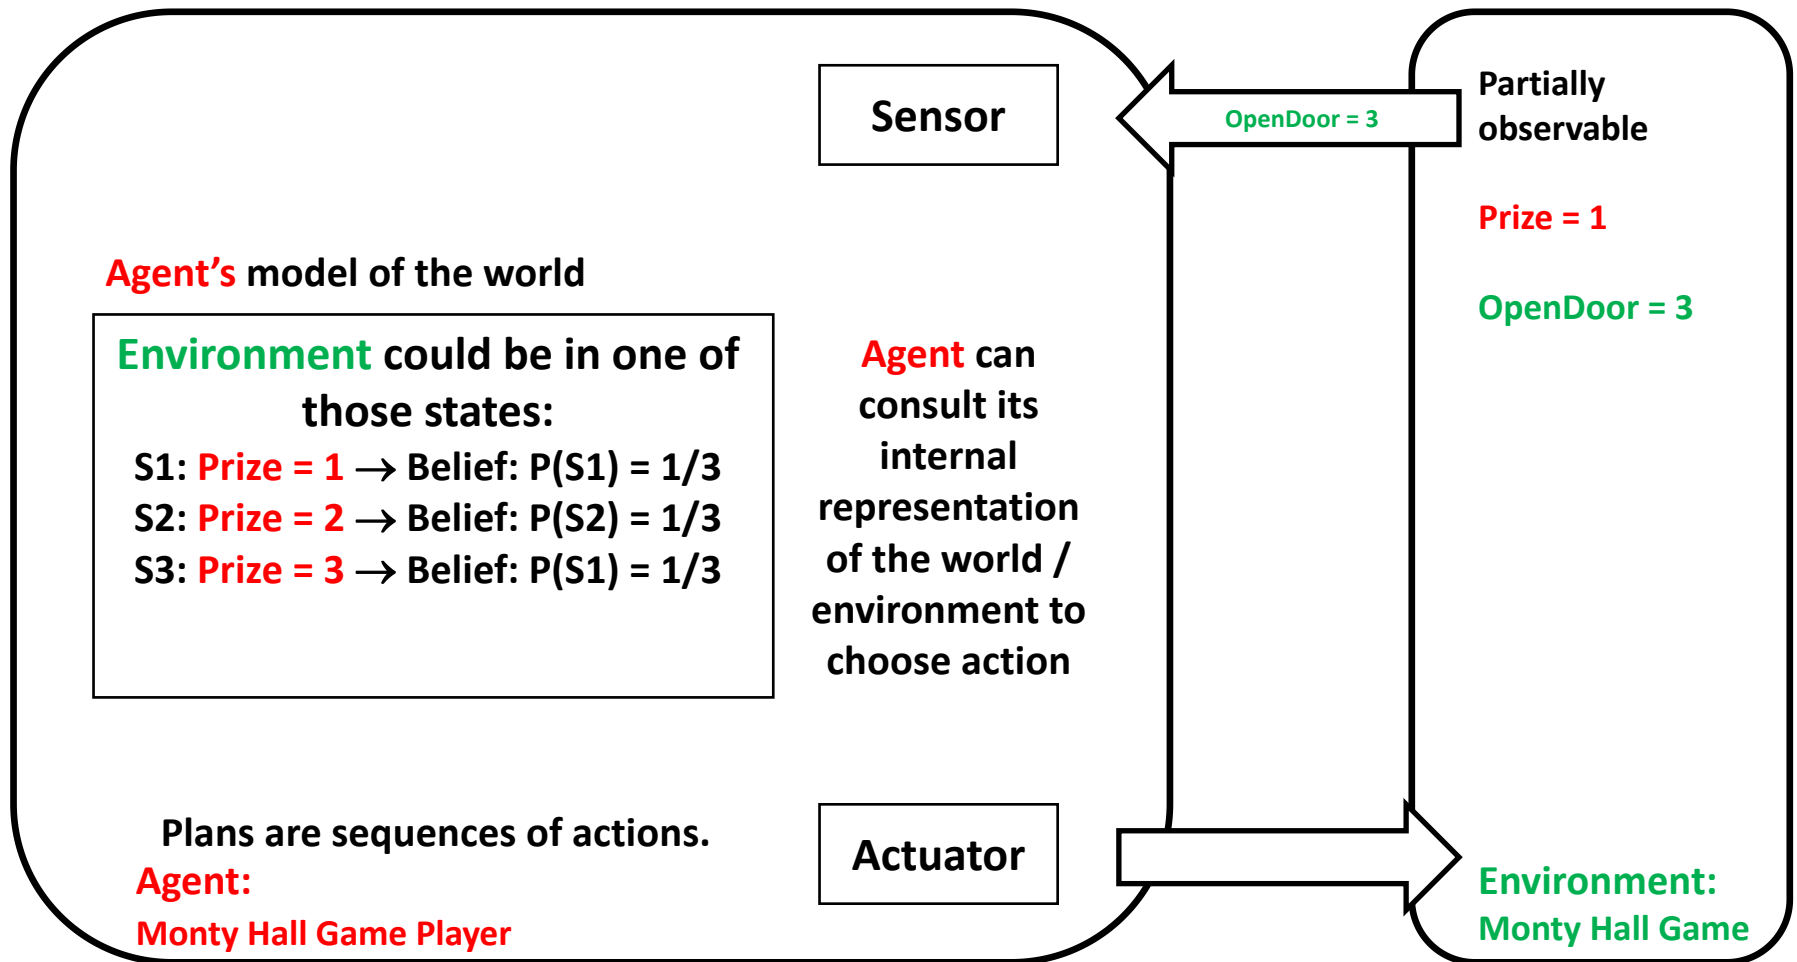 Sensor
OpenDoor = 3
Partially
observable
Prize = 1
OpenDoor = 3
Agent’s model of the world
Environment could be in one of
those states:
S1: Prize = 1 → Belief: P(S1) = 1/3
S2: Prize = 2 → Belief: P(S2) = 1/3
S3: Prize = 3 → Belief: P(S1) = 1/3
Agent can
consult its
internal
representation
of the world /
environment to
choose action
Plans are sequences of actions.
Agent:
Monty Hall Game Player
Actuator
Environment:
Monty Hall Game